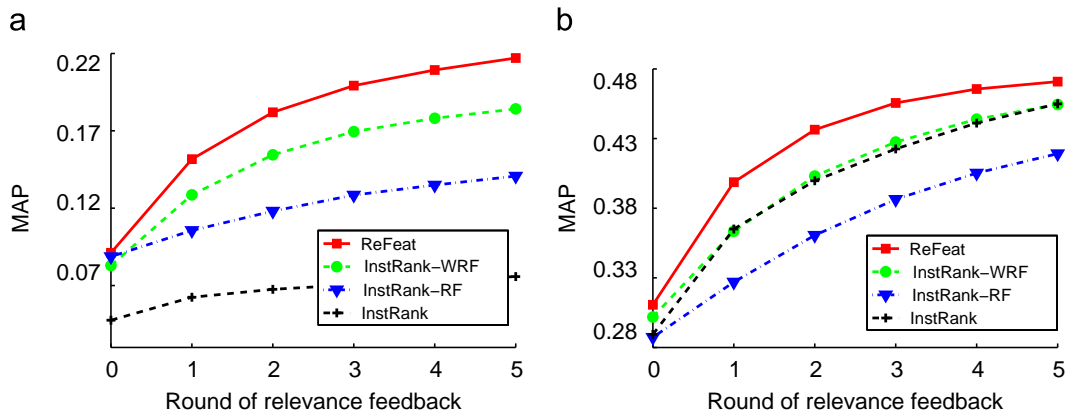 a
0.22
0.17
0.12
0.07
MAP
ReFeat
InstRank-WRF
InstRank-RF
InstRank
0 1 2 3 4 5
Round of relevance feedback
b
0.48
0.43
0.38
0.33
0.28
MAP
ReFeat
InstRank-WRF
InstRank-RF
InstRank
0 1 2 3 4 5
Round of relevance feedback